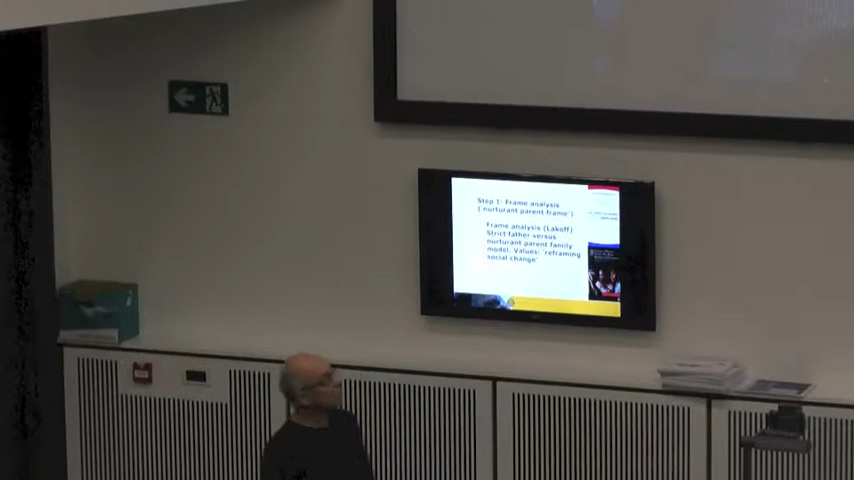 Step 1: Frame analysis
('nurturant parent frame')
Frame analysis (Lakoff)
Strict father versus
nurturant parent family
model. Values: 'reframing
social change'